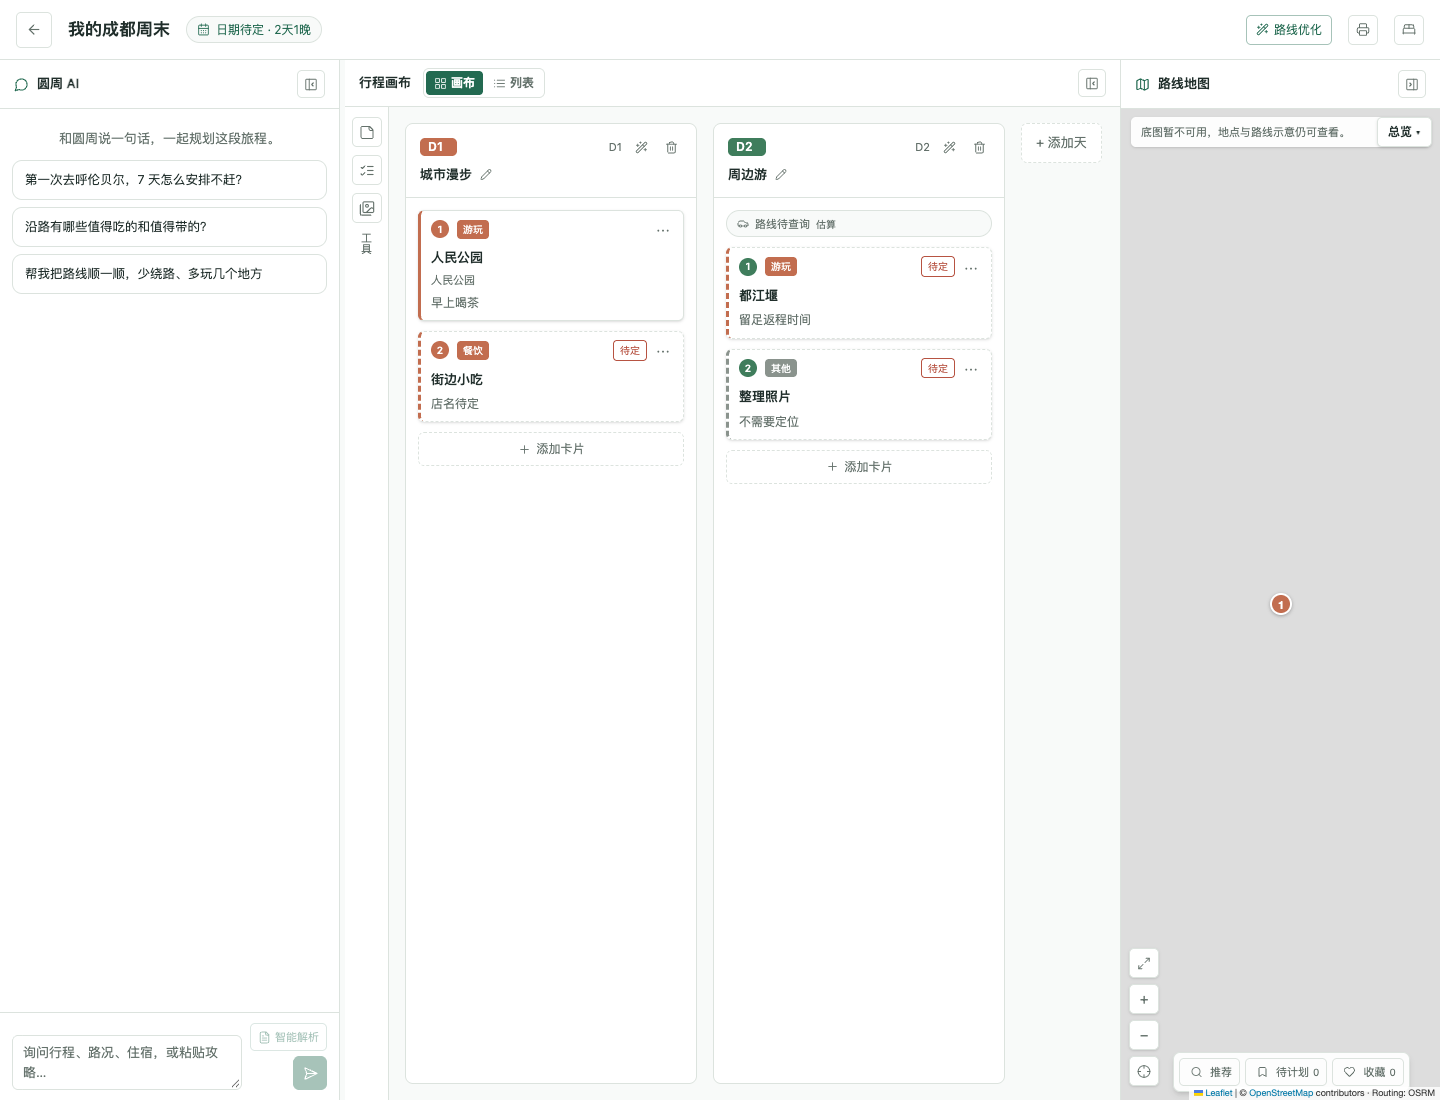 我的成都周末
日期待定 · 2天1晚
路线优化
圆周 AI
和圆周说一句话，一起规划这段旅程。
第一次去呼伦贝尔，7 天怎么安排不赶?
沿路有哪些值得吃的和值得带的?
帮我把路线顺一顺，少绕路、多玩几个地方
智能解析
询问行程、路况、住宿，或粘贴攻
略...
行程画布
画布
列表
工
具
D1
D1
城市漫步
1
游玩
人民公园
人民公园
早上喝茶
2
餐饮
待定
街边小吃
店名待定
+ 添加卡片
D2
D2
周边游
路线待查询 估算
1
游玩
待定
都江堰
留足返程时间
2
其他
待定
整理照片
不需要定位
+ 添加卡片
+ 添加天
路线地图
底图暂不可用，地点与路线示意仍可查看。
总览 ▾
1
+
−
推荐
待计划 0
收藏 0
Leaflet | © OpenStreetMap contributors · Routing: OSRM